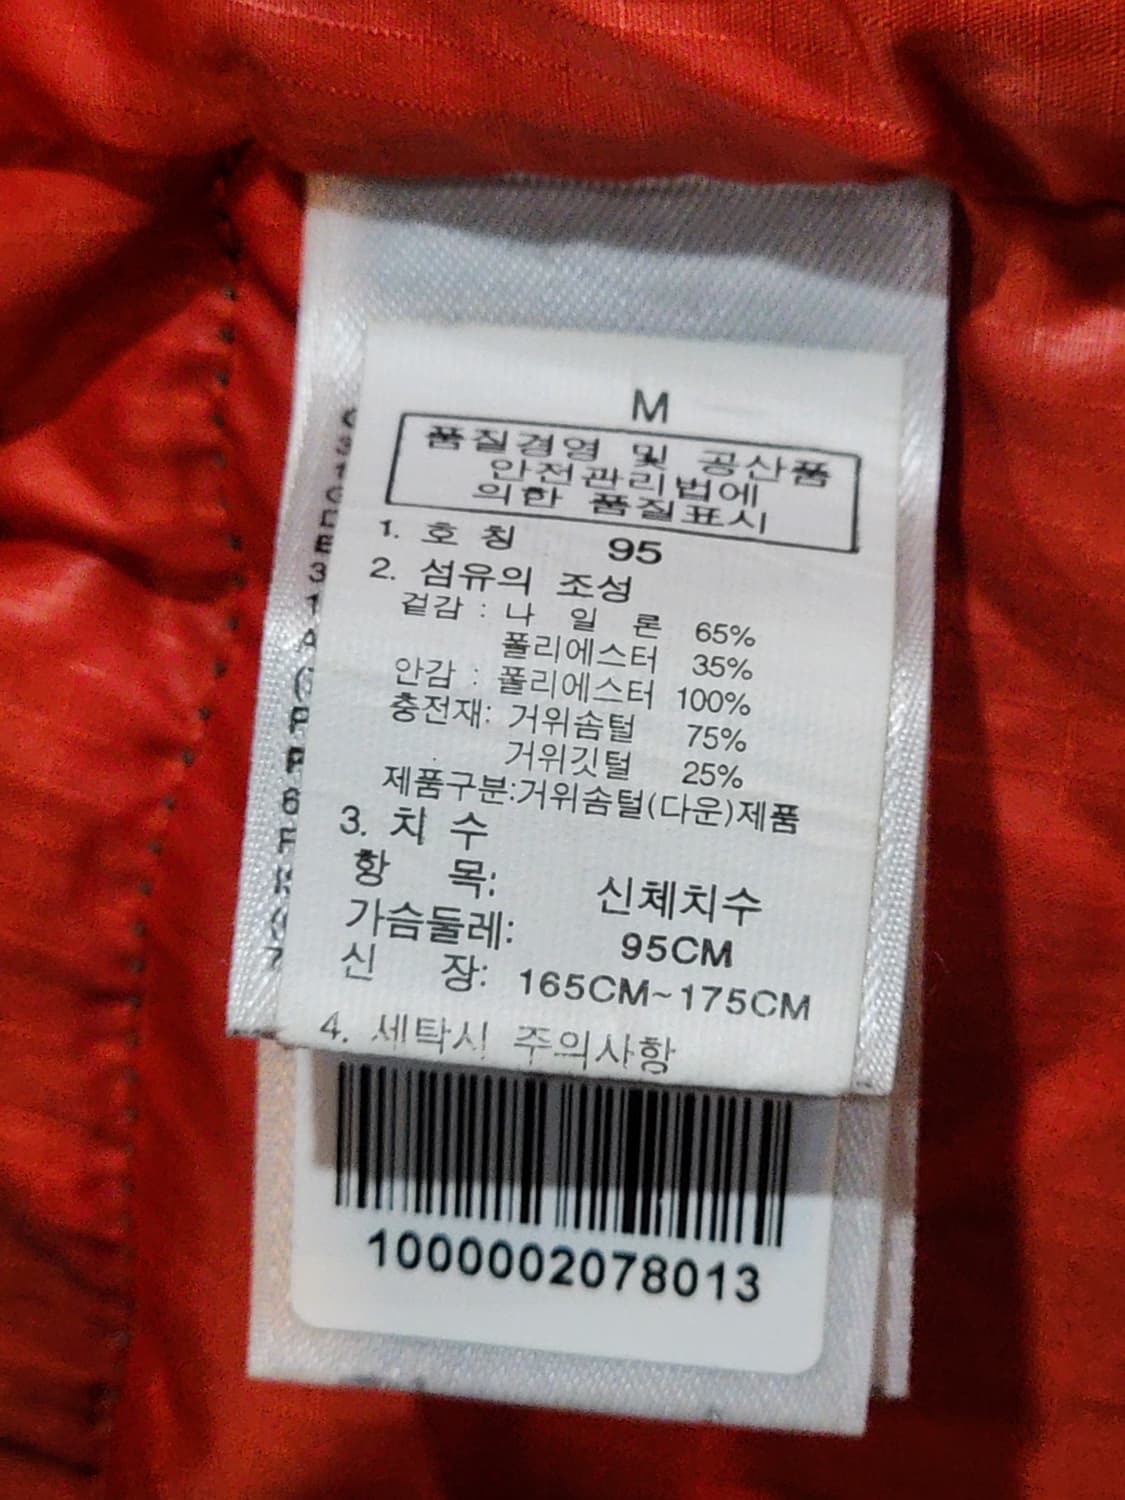 M
품질경영 및 공산품
안전관리법에
의한 품질표시
1. 호 칭 95
2. 섬유의 조성
겉감 : 나 일 론 65%
폴리에스터 35%
안감 : 폴리에스터 100%
충전재: 거위솜털 75%
거위깃털 25%
제품구분:거위솜털(다운)제품
3. 치 수
항 목: 신체치수
가슴둘레: 95CM
신 장: 165CM~175CM
4. 세탁시 주의사항
1000002078013